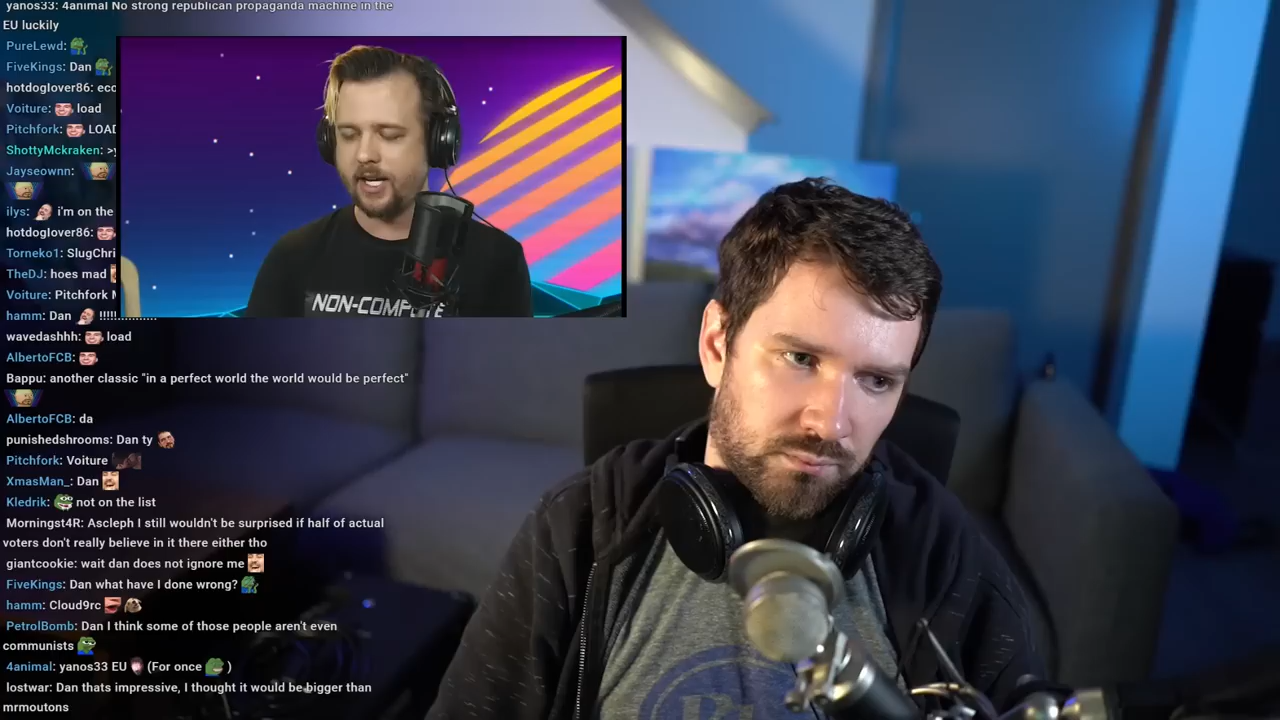 yanos33: 4animal No strong republican propaganda machine in the
EU luckily
PureLewd:
FiveKings: Dan
hotdoglover86:
Voiture: load
Pitchfork:
ShottyMckraken:
Jayseownn:
NON-COMPETE
ilys: i'm on the
hotdoglover86:
Torneko1:
TheDJ: hoes mad
Voiture: Pitchfork
hamm: Dan !!!!!!..............
wavedashhh: load
AlbertoFCB:
Bappu: another classic "in a perfect world the world would be perfect"
AlbertoFCB: da
punishedshrooms: Dan ty
Pitchfork: Voiture
XmasMan_: Dan
Kledrik: not on the list
Morningst4R: Ascleph I still wouldn't be surprised if half of actual
voters don't really believe in it there either tho
giantcookie: wait dan does not ignore me
FiveKings: Dan what have I done wrong?
hamm: Cloud9rc
PetrolBomb: Dan I think some of those people aren't even
communists
4animal: yanos33 EU (For once )
lostwar: Dan thats impressive, I thought it would be bigger than
mrmoutons